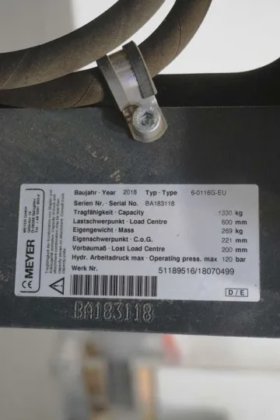 MEYER
Baujahr · Year 2018 Typ · Type 6-0116G-EU
Serien Nr. · Serial No. BA183118
Tragfähigkeit · Capacity kg
Lastschwerpunkt · Load Centre 600 mm
Eigengewicht · Mass 269 kg
Eigenschwerpunkt · C.o.G. 221 mm
Vorbaumaß · Lost Load Centre 200 mm
Hydr. Arbeitsdruck max · Operating press. max 120 bar
Werk Nr. 51189516/18070499
D / E
BA183118